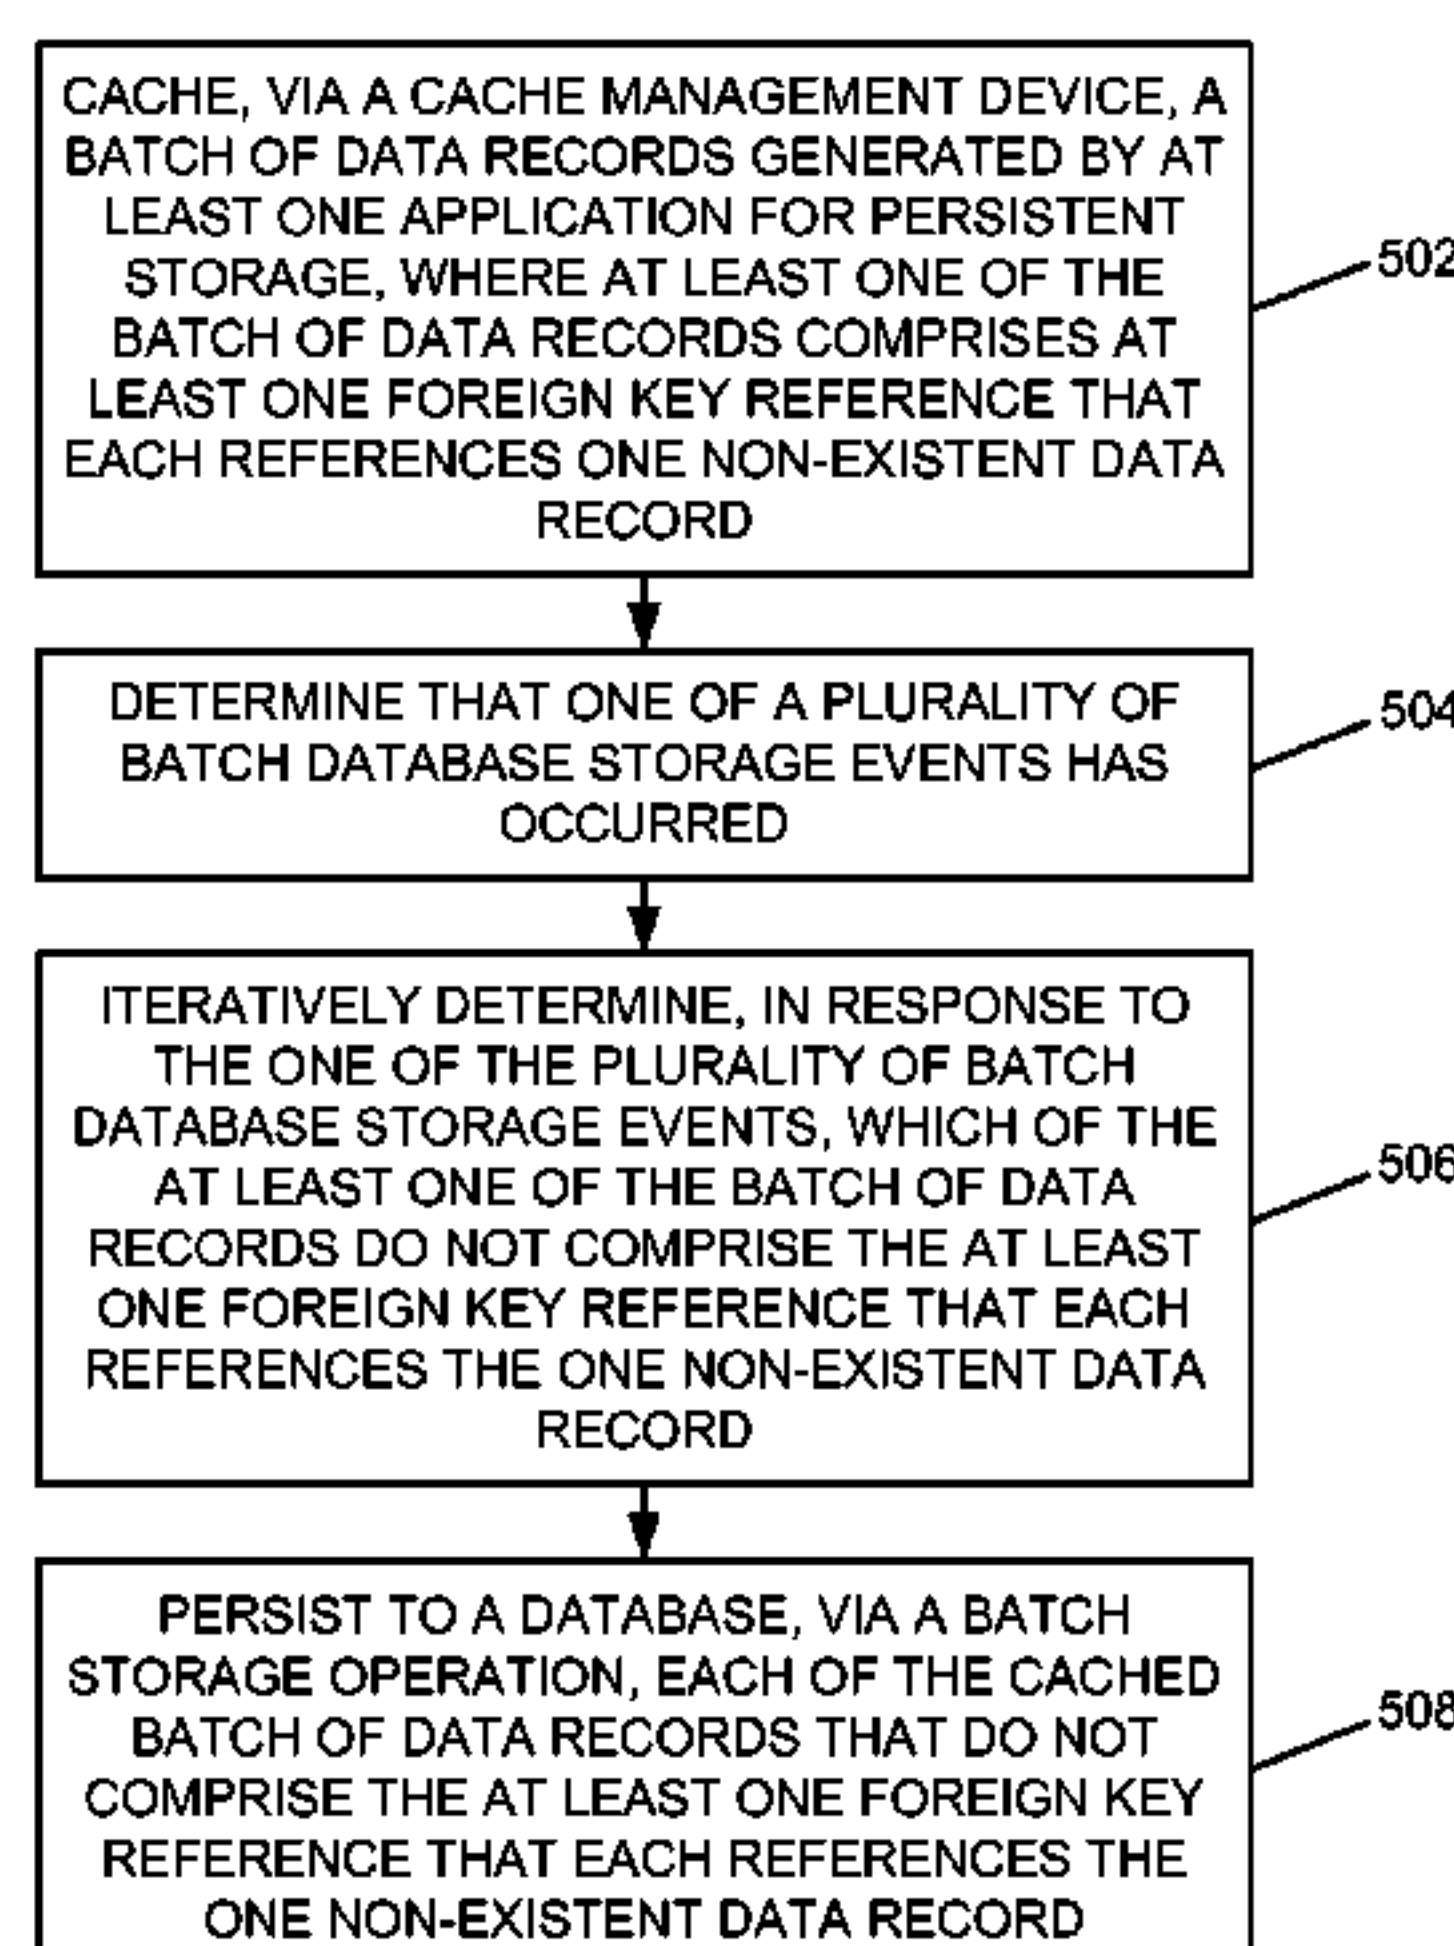 CACHE, VIA A CACHE MANAGEMENT DEVICE, A
BATCH OF DATA RECORDS GENERATED BY AT
LEAST ONE APPLICATION FOR PERSISTENT
STORAGE, WHERE AT LEAST ONE OF THE
BATCH OF DATA RECORDS COMPRISES AT
LEAST ONE FOREIGN KEY REFERENCE THAT
EACH REFERENCES ONE NON-EXISTENT DATA
RECORD
502
DETERMINE THAT ONE OF A PLURALITY OF
BATCH DATABASE STORAGE EVENTS HAS
OCCURRED
504
ITERATIVELY DETERMINE, IN RESPONSE TO
THE ONE OF THE PLURALITY OF BATCH
DATABASE STORAGE EVENTS, WHICH OF THE
AT LEAST ONE OF THE BATCH OF DATA
RECORDS DO NOT COMPRISE THE AT LEAST
ONE FOREIGN KEY REFERENCE THAT EACH
REFERENCES THE ONE NON-EXISTENT DATA
RECORD
506
PERSIST TO A DATABASE, VIA A BATCH
STORAGE OPERATION, EACH OF THE CACHED
BATCH OF DATA RECORDS THAT DO NOT
COMPRISE THE AT LEAST ONE FOREIGN KEY
REFERENCE THAT EACH REFERENCES THE
ONE NON-EXISTENT DATA RECORD
508